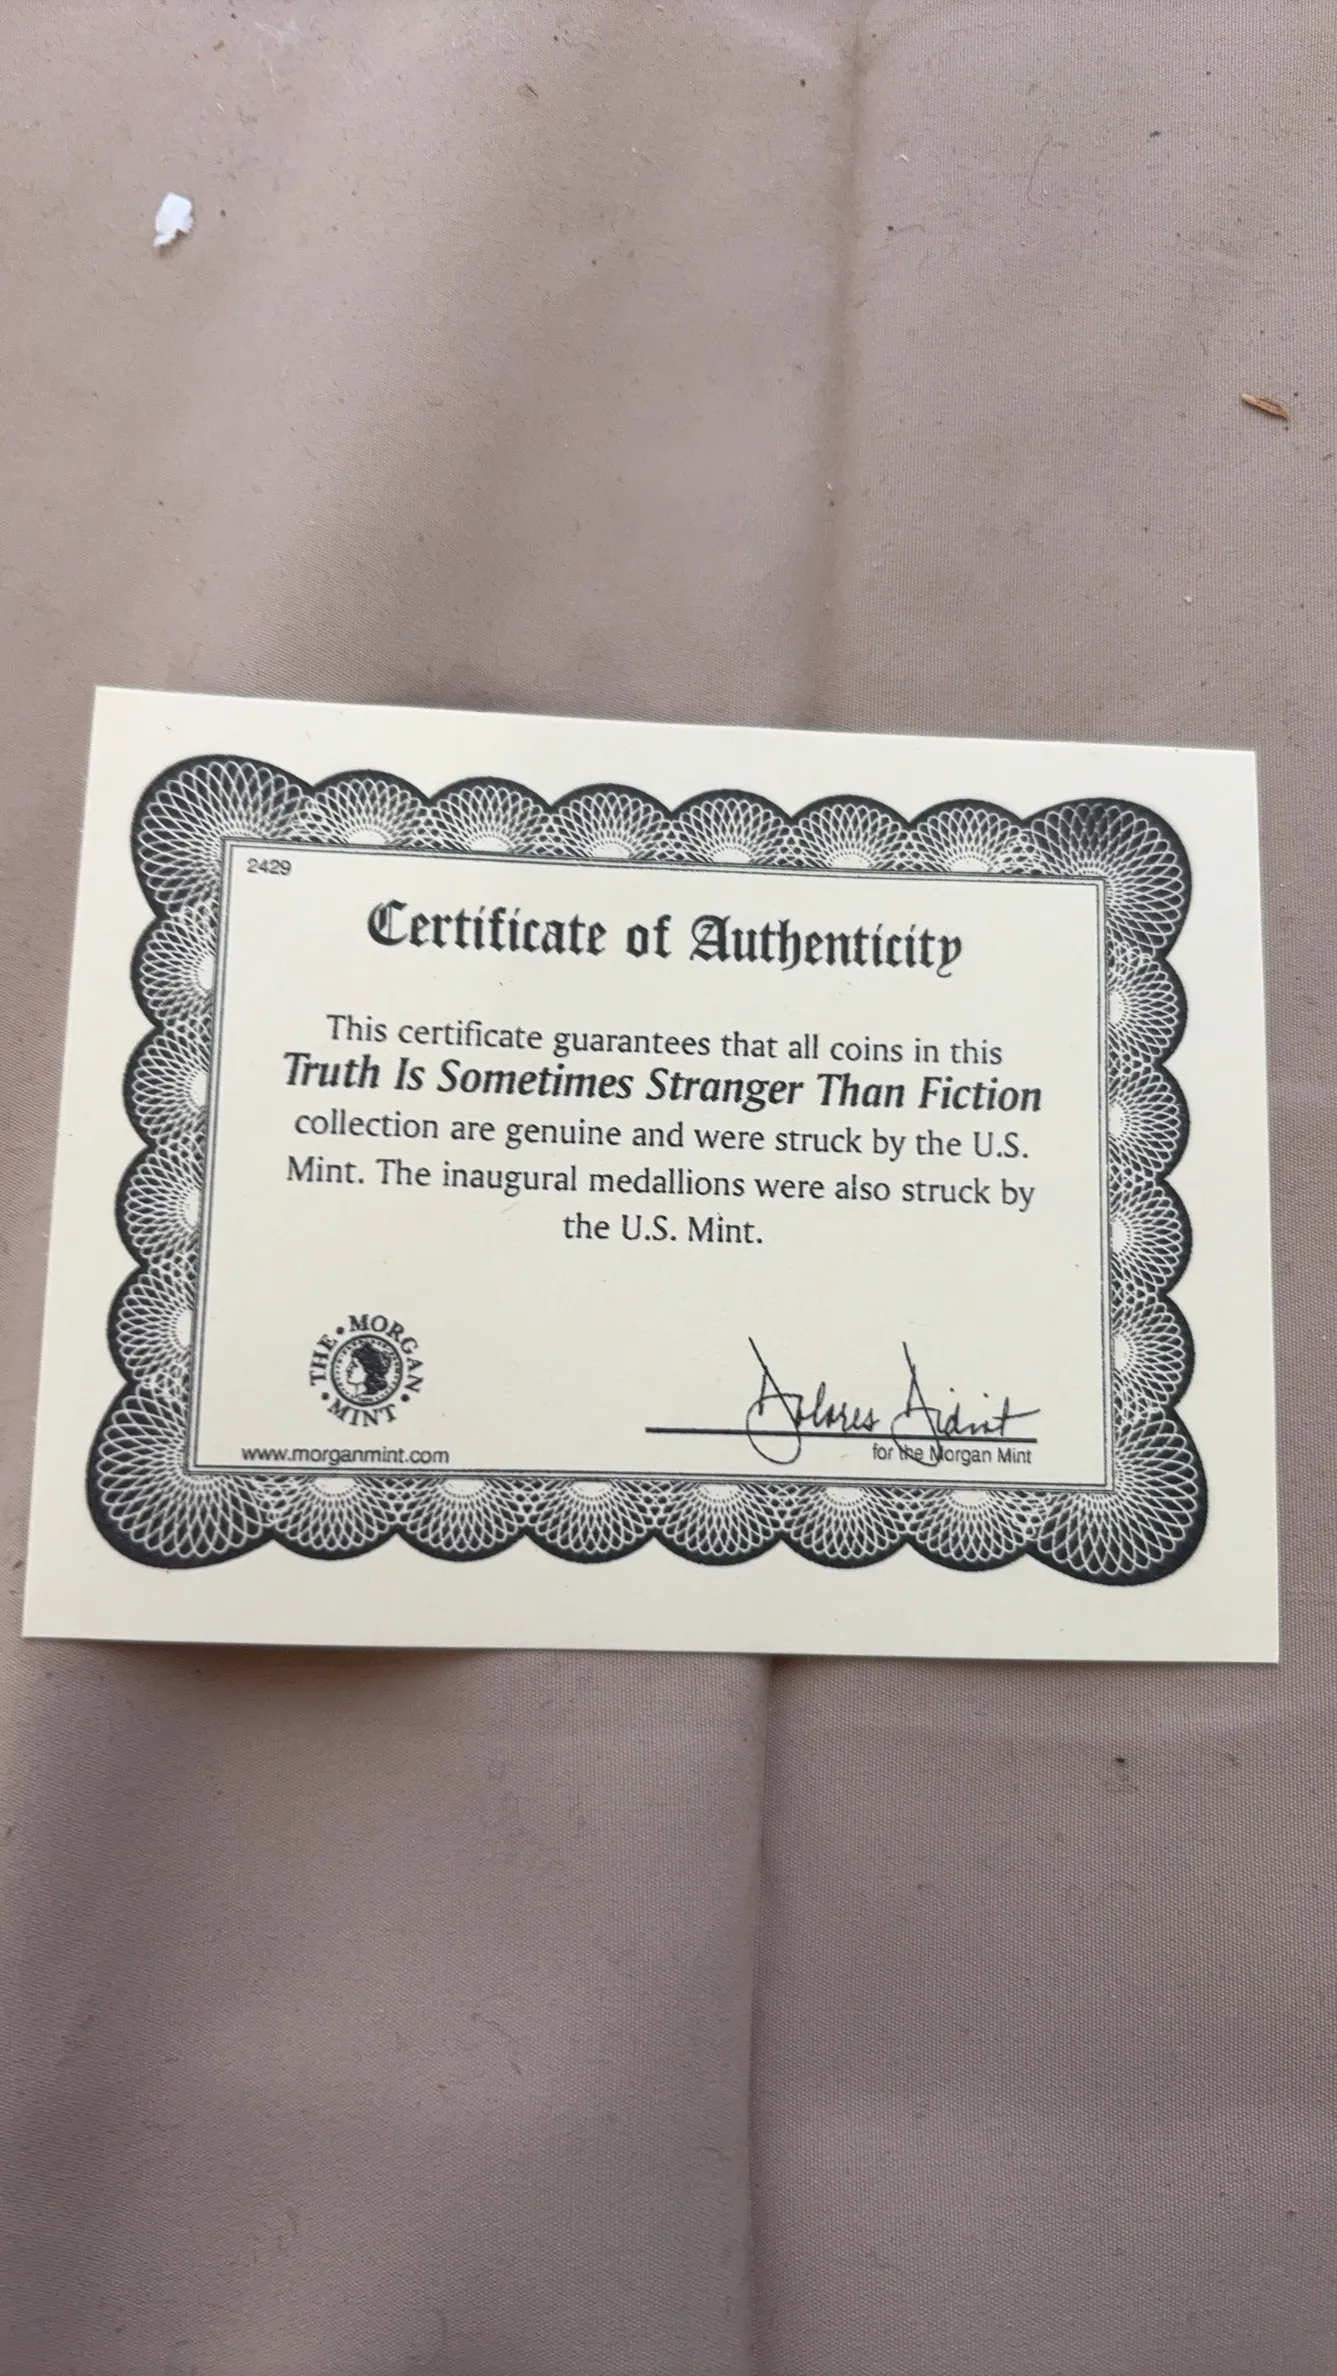 2429
Certificate of Authenticity
This certificate guarantees that all coins in this
Truth Is Sometimes Stranger Than Fiction
collection are genuine and were struck by the U.S.
Mint. The inaugural medallions were also struck by
the U.S. Mint.
THE • MORGAN • MINT •
www.morganmint.com
Dolores
for the Morgan Mint